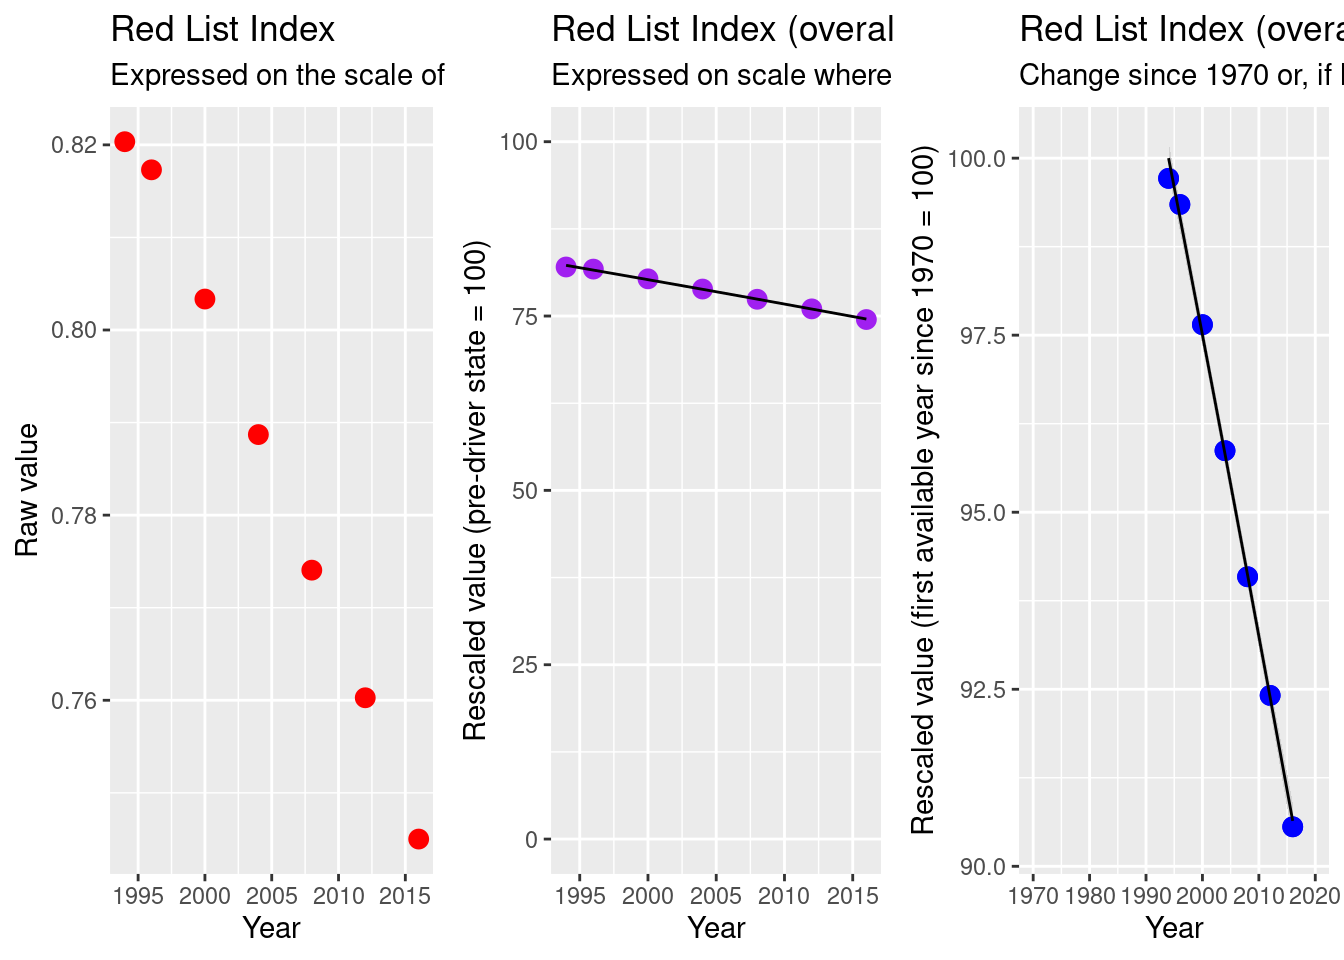 Red List Index
Expressed on the scale of
Raw value
0.82
0.80
0.78
0.76
1995 2000 2005 2010 2015
Year
Red List Index (overal
Expressed on scale where
Rescaled value (pre-driver state = 100)
100
75
50
25
0
1995 2000 2005 2010 2015
Year
Red List Index (overa
Change since 1970 or, if
Rescaled value (first available year since 1970 = 100)
100.0
97.5
95.0
92.5
90.0
1970 1980 1990 2000 2010 2020
Year